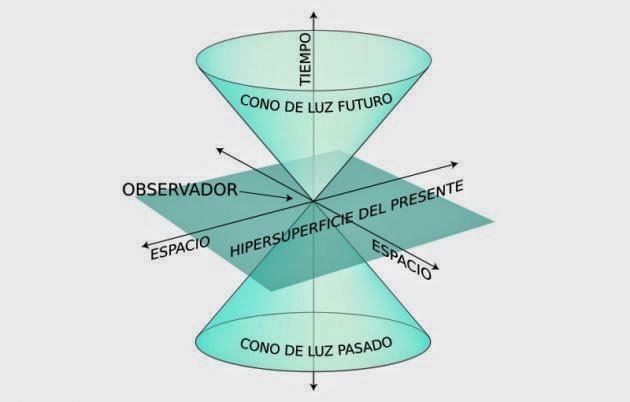 TIEMPO
CONO DE LUZ FUTURO
OBSERVADOR
HIPERSUPERFICIE DEL PRESENTE
ESPACIO
ESPACIO
CONO DE LUZ PASADO